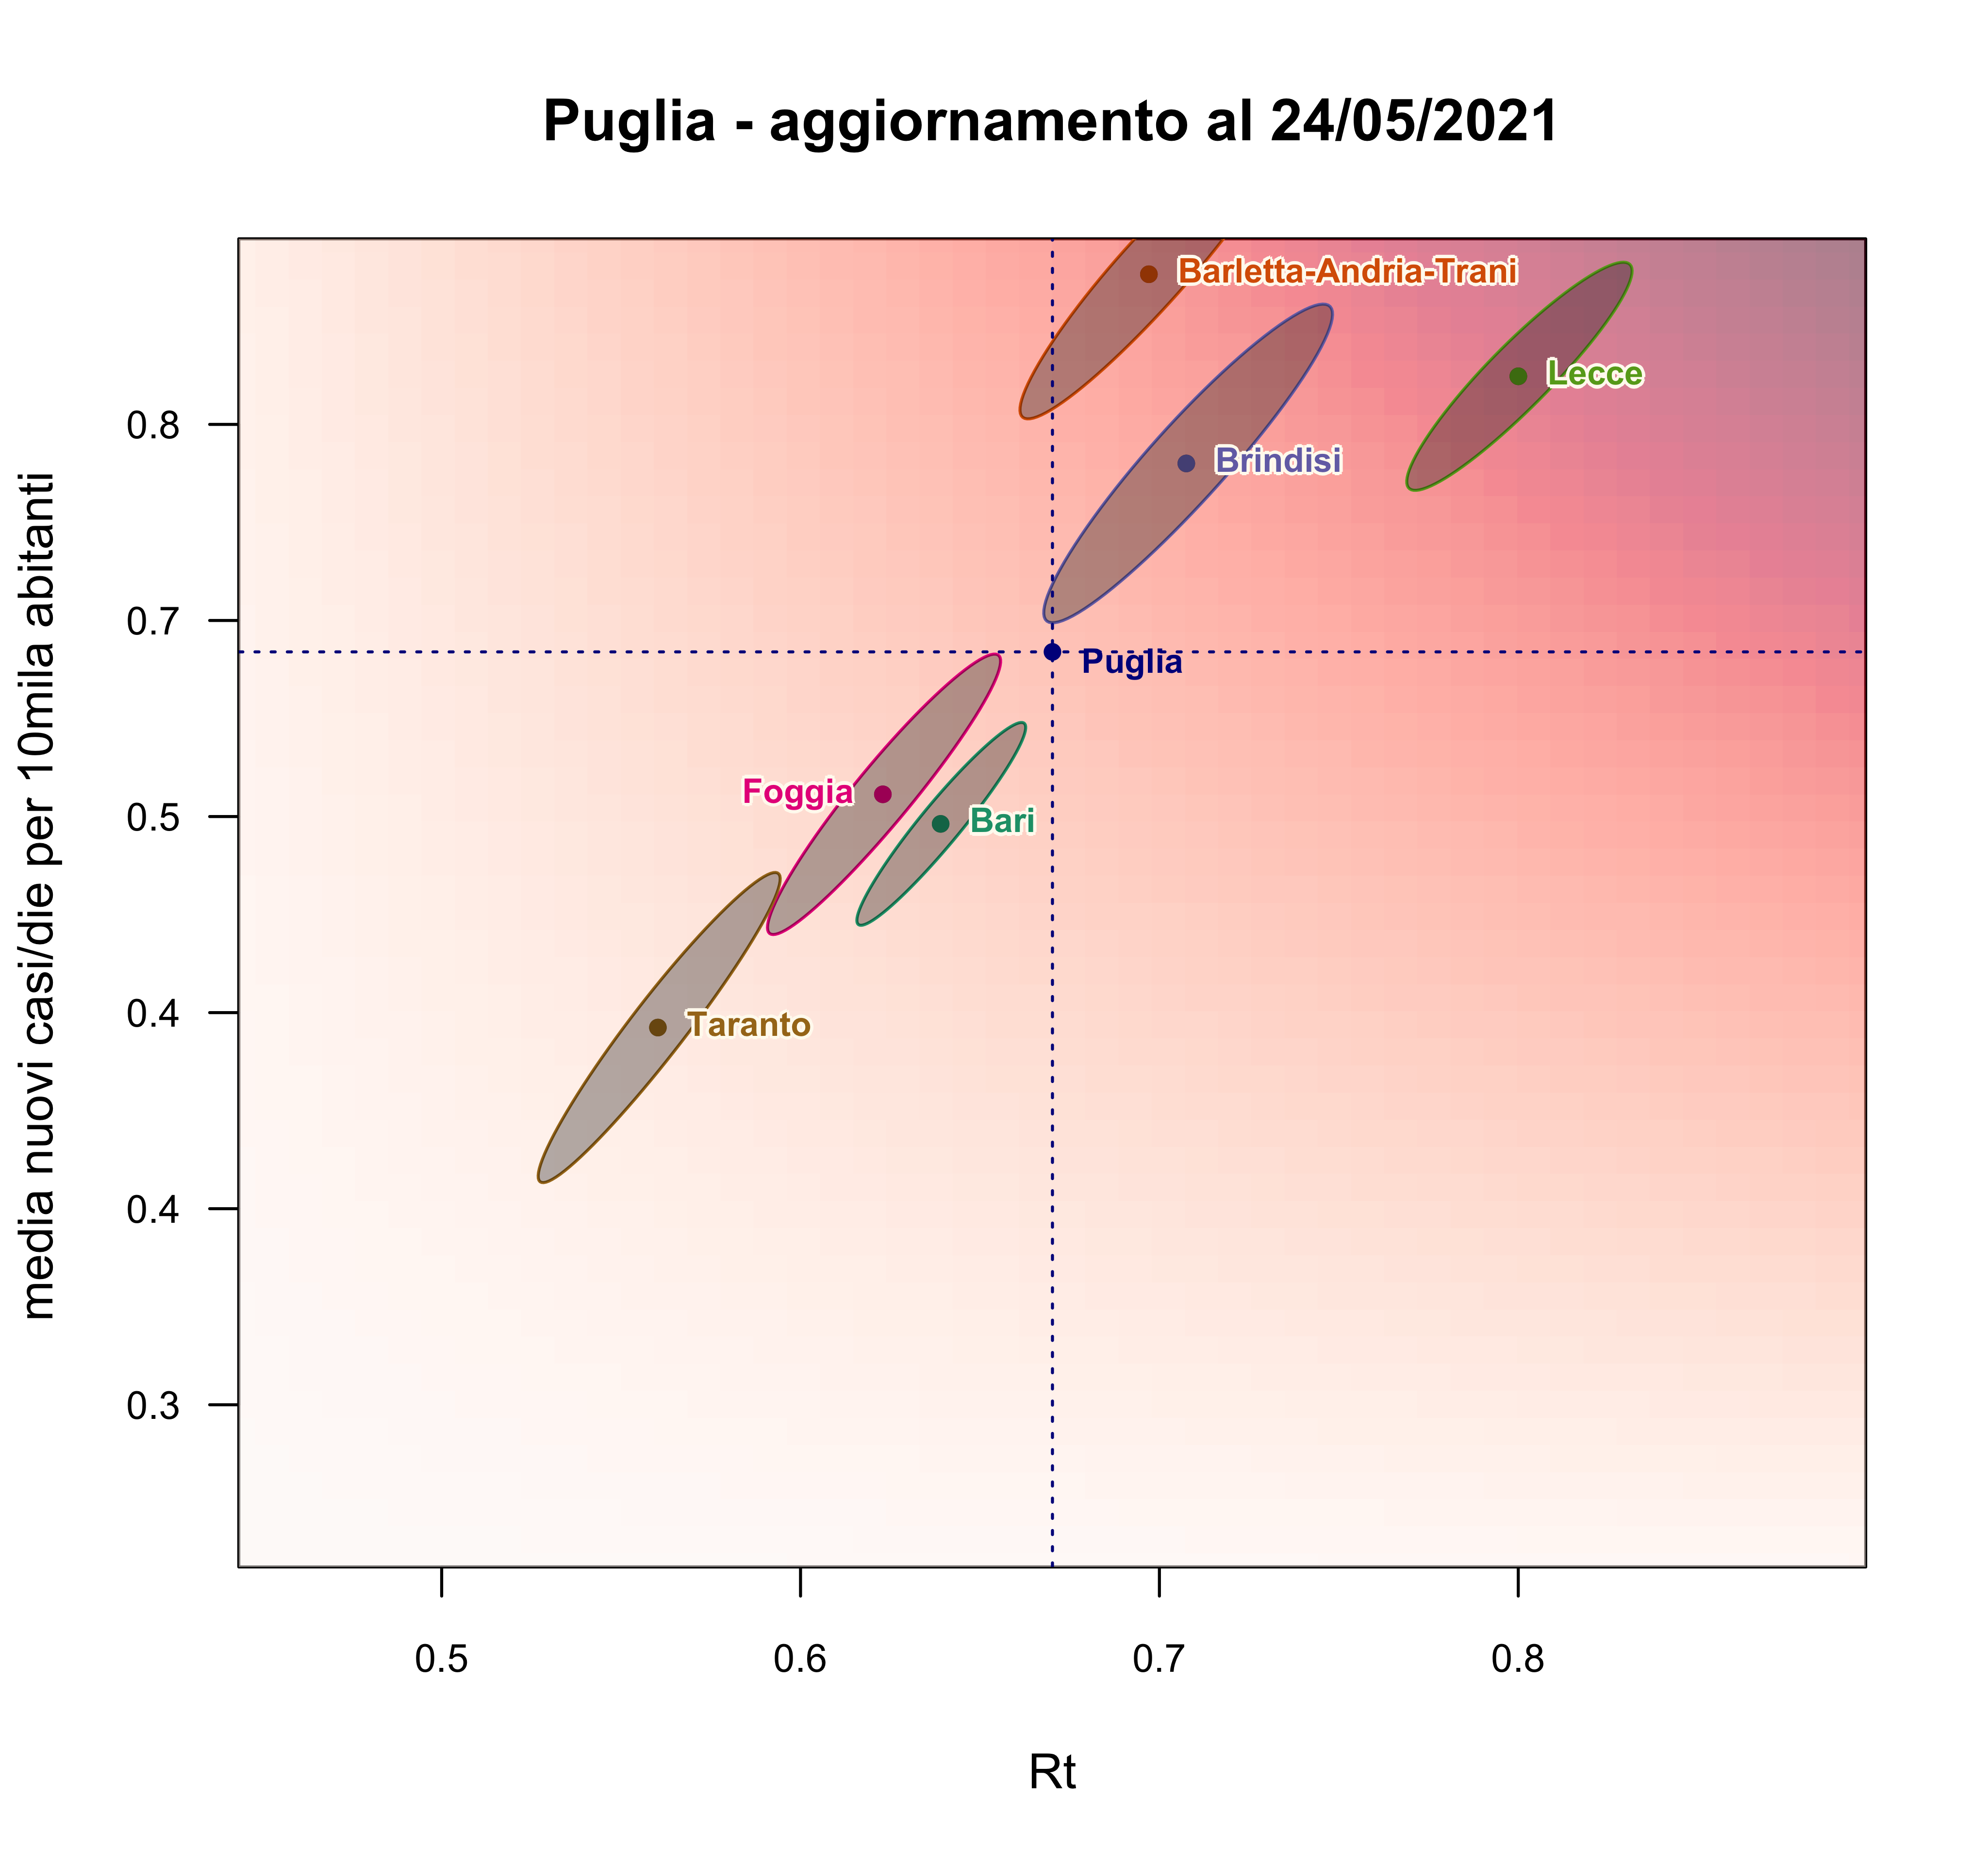 Puglia - aggiornamento al 24/05/2021
Barletta-Andria-Trani
Lecce
0.8
Brindisi
0.7
Puglia
Foggia
0.5
Bari
0.4
Taranto
0.4
0.3
media nuovi casi/die per 10mila abitanti
0.5 0.6 0.7 0.8
Rt